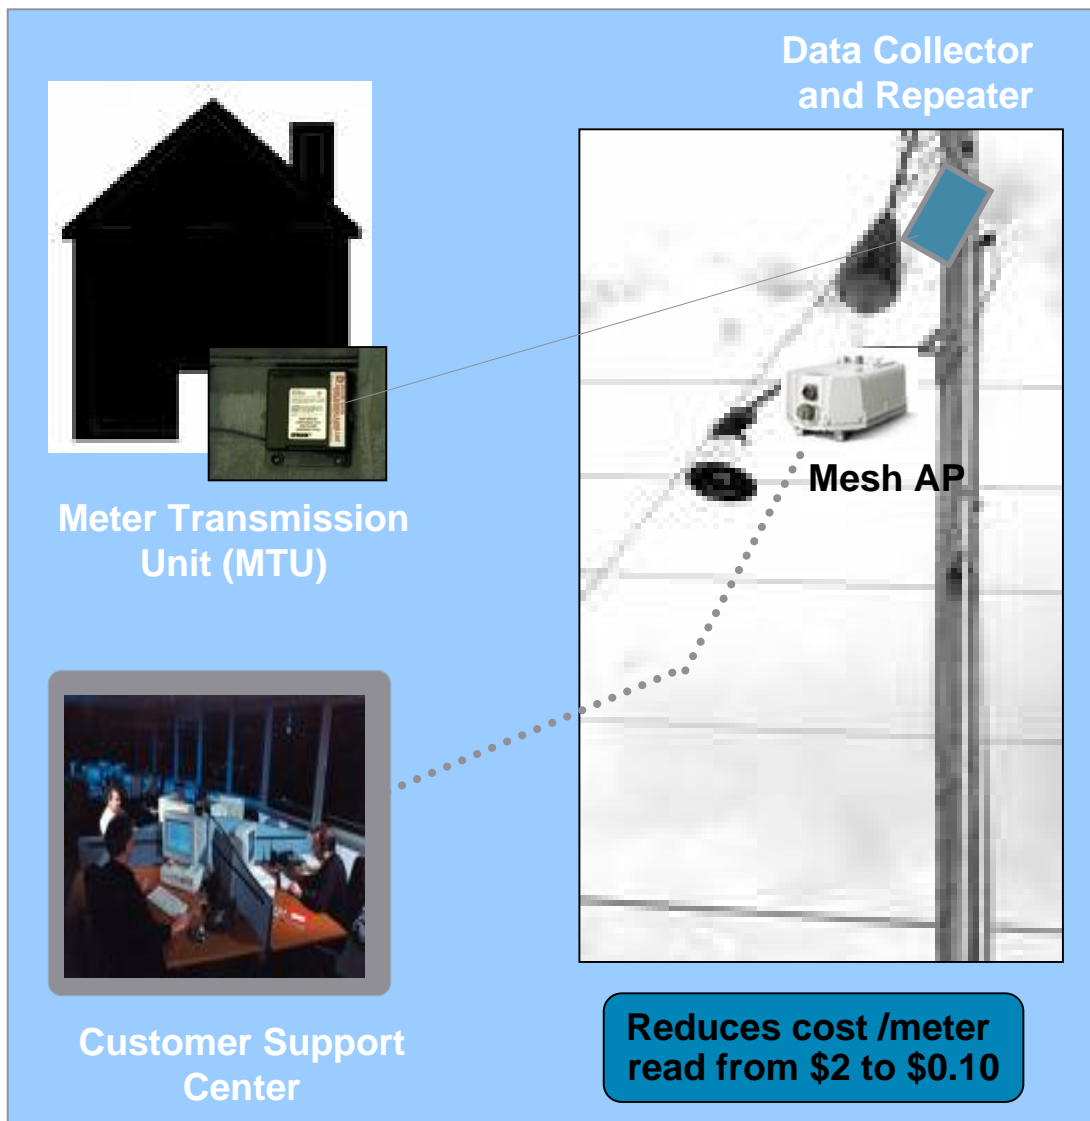 Data Collector
and Repeater
Mesh AP
Meter Transmission
Unit (MTU)
Customer Support
Center
Reduces cost /meter
read from $2 to $0.10